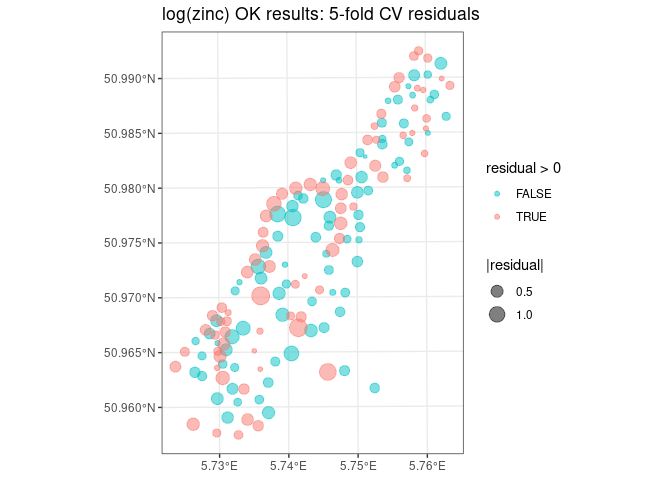 log(zinc) OK results: 5-fold CV residuals
50.990°N
50.985°N
50.980°N
50.975°N
50.970°N
50.965°N
50.960°N
5.73°E
5.74°E
5.75°E
5.76°E
residual > 0
FALSE
TRUE
|residual|
0.5
1.0